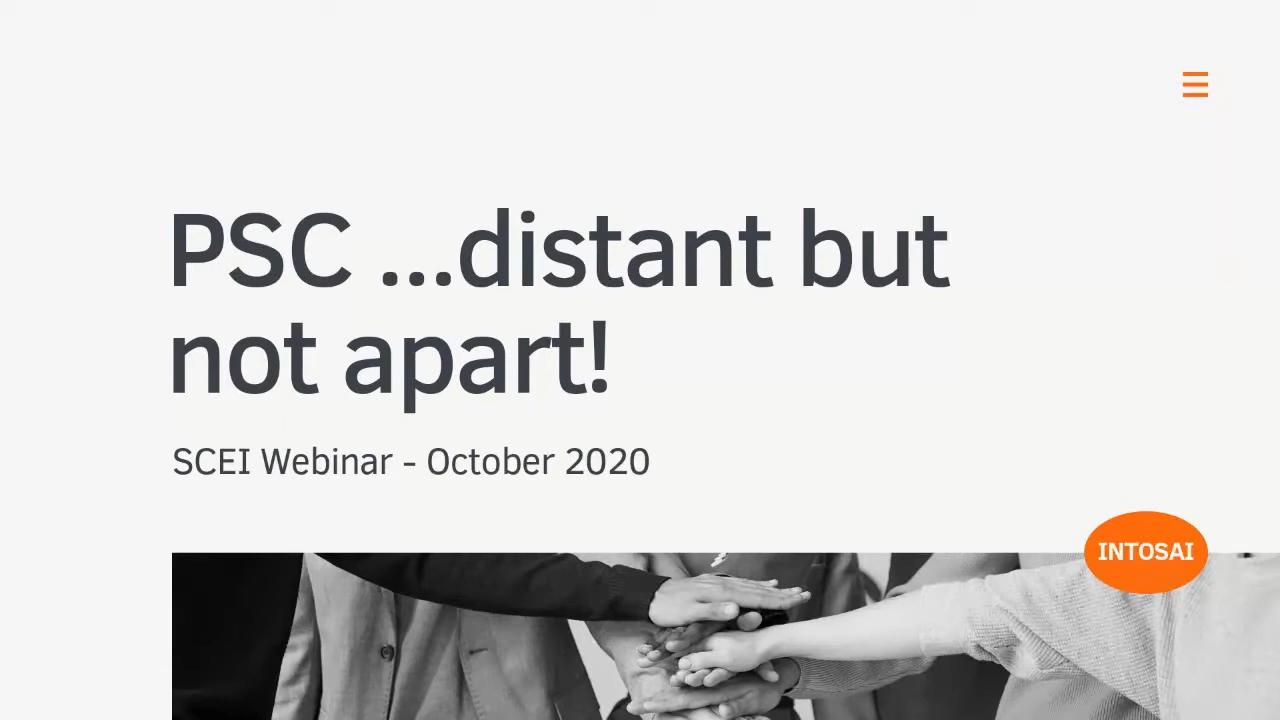 PSC ...distant but
not apart!
SCEI Webinar - October 2020
INTOSAI